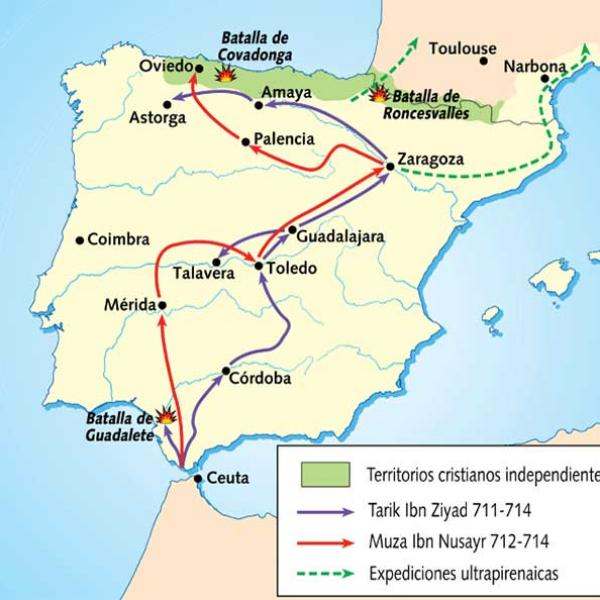 Batalla de
Covadonga
Oviedo
Toulouse
Narbona
Amaya
Batalla de
Roncesvalles
Astorga
Palencia
Zaragoza
Coimbra
Guadalajara
Talavera
Toledo
Mérida
Córdoba
Batalla de
Guadalete
Ceuta
Territorios cristianos independiente
Tarik Ibn Ziyad 711-714
Muza Ibn Nusayr 712-714
Expediciones ultrapirenaicas